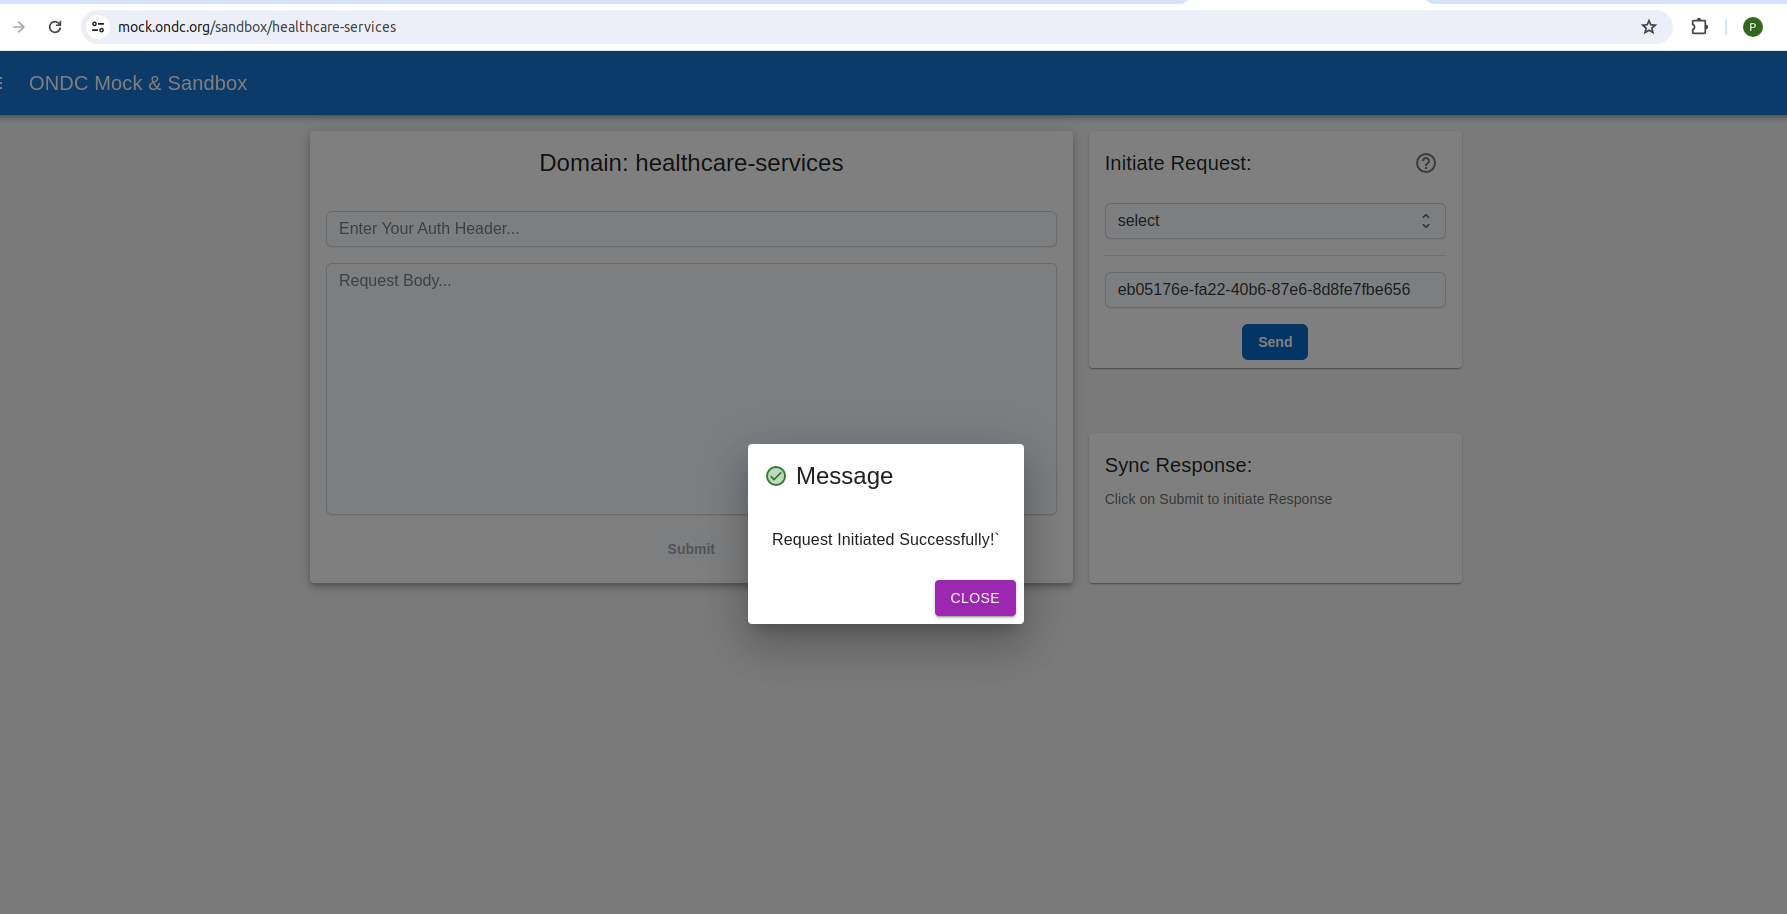 mock.ondc.org/sandbox/healthcare-services
P
ONDC Mock & Sandbox
Domain: healthcare-services
Enter Your Auth Header...
Request Body...
Submit
Initiate Request:
select
eb05176e-fa22-40b6-87e6-8d8fe7fbe656
Send
Sync Response:
Click on Submit to initiate Response
Message
Request Initiated Successfully!`
CLOSE